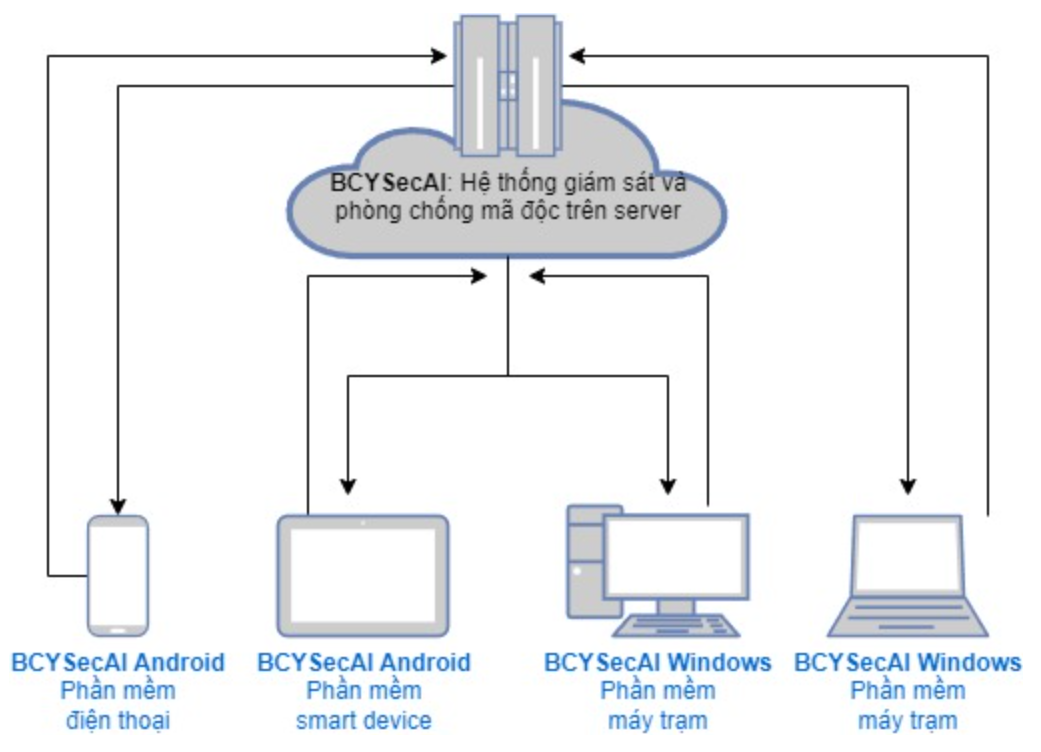 BCYSecAI: Hệ thống giám sát và
phòng chống mã độc trên server
BCYSecAI Android
Phần mềm
điện thoại
BCYSecAI Android
Phần mềm
smart device
BCYSecAI Windows
Phần mềm
máy trạm
BCYSecAI Windows
Phần mềm
máy trạm